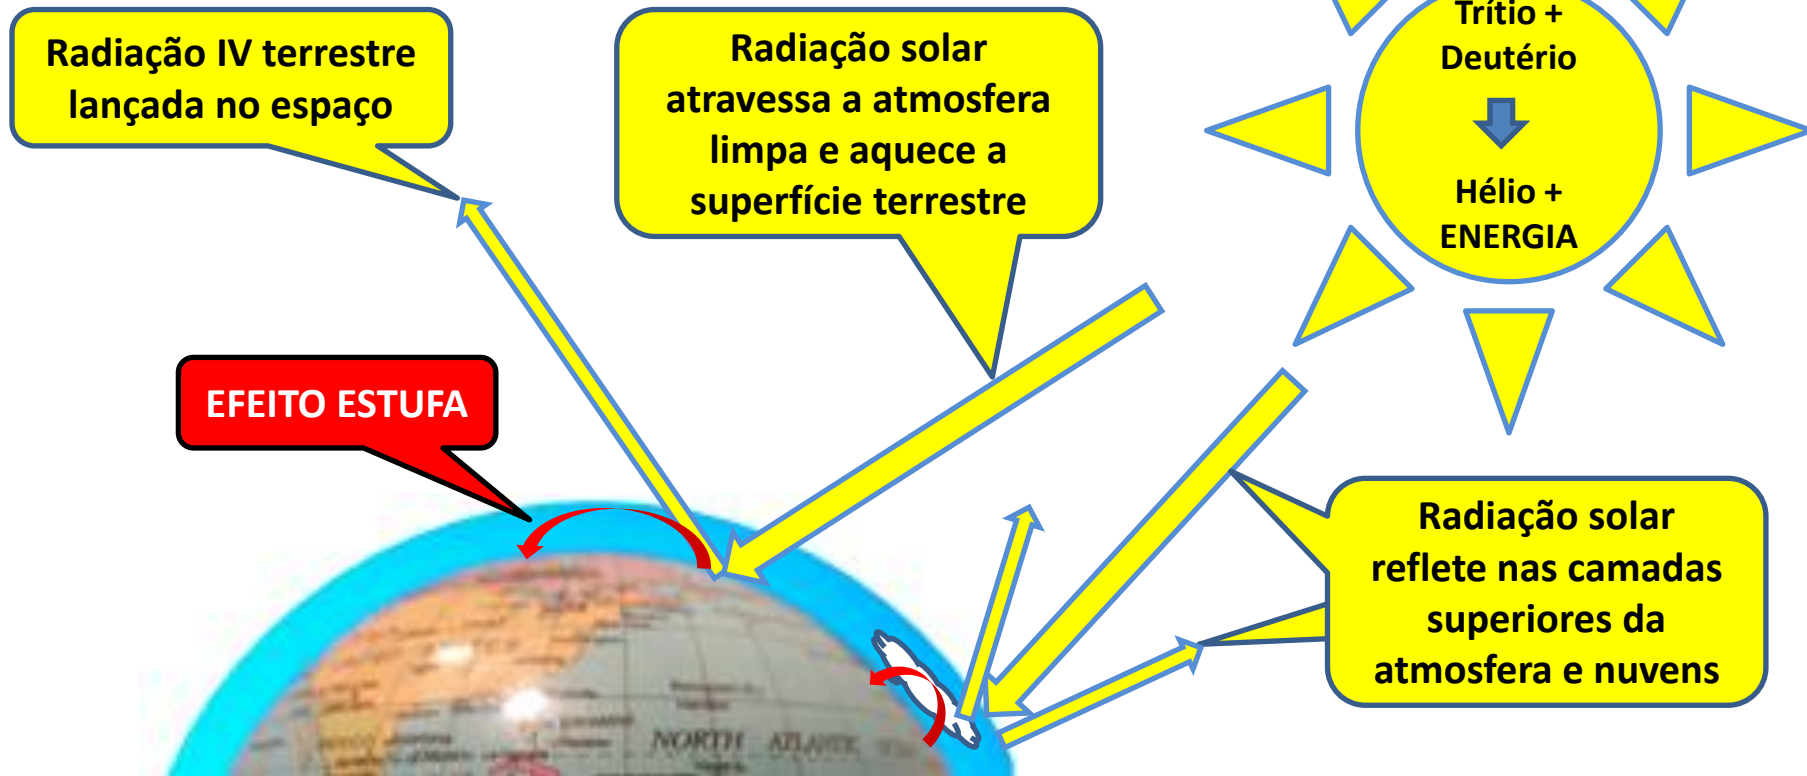 Radiação IV terrestre
lançada no espaço
Radiação solar
atravessa a atmosfera
limpa e aquece a
superfície terrestre
Trítio +
Deutério
Hélio +
ENERGIA
EFEITO ESTUFA
Radiação solar
reflete nas camadas
superiores da
atmosfera e nuvens
NORTH ATLANTIC